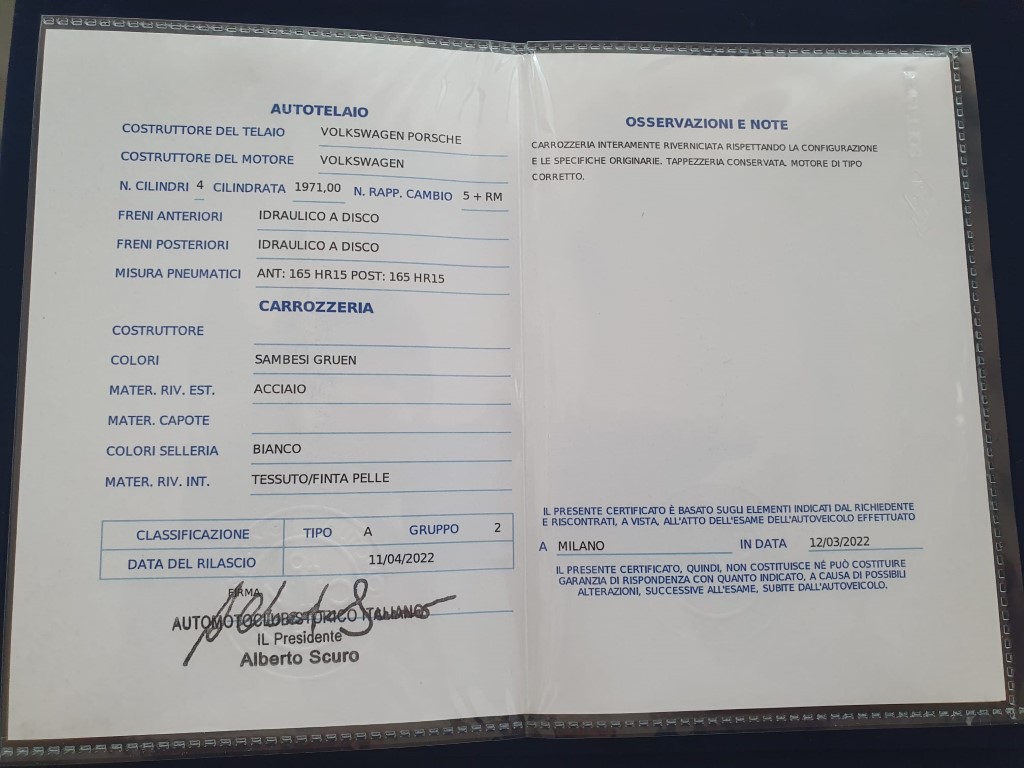 AUTOTELAIO
COSTRUTTORE DEL TELAIO VOLKSWAGEN PORSCHE
COSTRUTTORE DEL MOTORE VOLKSWAGEN
N. CILINDRI 4 CILINDRATA 1971,00 N. RAPP. CAMBIO 5 + RM
FRENI ANTERIORI IDRAULICO A DISCO
FRENI POSTERIORI IDRAULICO A DISCO
MISURA PNEUMATICI ANT: 165 HR15 POST: 165 HR15
CARROZZERIA
COSTRUTTORE
COLORI SAMBESI GRUEN
MATER. RIV. EST. ACCIAIO
MATER. CAPOTE
COLORI SELLERIA BIANCO
MATER. RIV. INT. TESSUTO/FINTA PELLE
CLASSIFICAZIONE TIPO A GRUPPO 2
DATA DEL RILASCIO 11/04/2022
FIRMA
AUTOMOTOCLUB STORICO ITALIANO
IL Presidente
Alberto Scuro
OSSERVAZIONI E NOTE
CARROZZERIA INTERAMENTE RIVERNICIATA RISPETTANDO LA CONFIGURAZIONE
E LE SPECIFICHE ORIGINARIE. TAPPEZZERIA CONSERVATA. MOTORE DI TIPO
CORRETTO.
IL PRESENTE CERTIFICATO È BASATO SUGLI ELEMENTI INDICATI DAL RICHIEDENTE
E RISCONTRATI, A VISTA, ALL'ATTO DELL'ESAME DELL'AUTOVEICOLO EFFETTUATO
A MILANO IN DATA 12/03/2022
IL PRESENTE CERTIFICATO, QUINDI, NON COSTITUISCE NÉ PUÒ COSTITUIRE
GARANZIA DI RISPONDENZA CON QUANTO INDICATO, A CAUSA DI POSSIBILI
ALTERAZIONI, SUCCESSIVE ALL'ESAME, SUBITE DALL'AUTOVEICOLO.